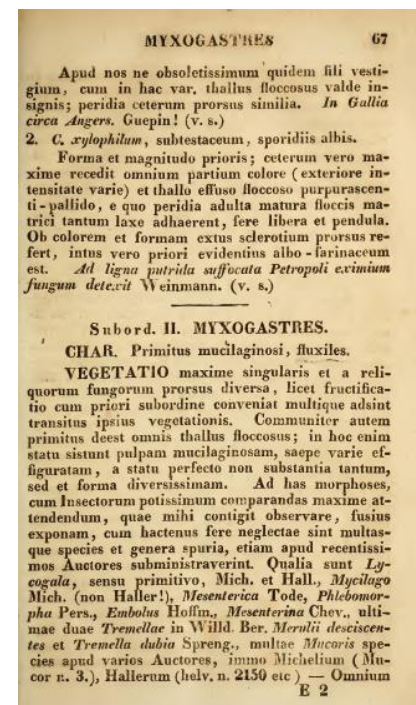 MYXOGASTRES 67
Apud nos ne obsoletissimum quidem fili vesti-
gium, cum in hac var. thallus floccosus valde in-
signis; peridia ceterum prorsus similia. In Gallia
circa Angers. Guepin! (v. s.)
2. C. xylophilum, subtestaceum, sporidiis albis.
Forma et magnitudo prioris; ceterum vero ma-
xime recedit omnium partium colore (exteriore in-
tensitate varie) et thallo effuso floccoso purpurascen-
ti-pallido, e quo peridia adulta matura floccis ma-
trici tantum laxe adhaerent, fere libera et pendula.
Ob colorem et formam extus sclerotium prorsus re-
fert, intus vero priori evidentius albo-farinaceum
est. Ad ligna putrida suffocata Petropoli eximium
fungum detexit Weinmann. (v. s.)
Subord. II. MYXOGASTRES.
CHAR. Primitus mucilaginosi, fluxiles.
VEGETATIO maxime singularis et a reli-
quorum fungorum prorsus diversa, licet fructifica-
tio cum priori subordine conveniat multique adsint
transitus ipsius vegetationis. Communiter autem
primitus deest omnis thallus floccosus; in hoc enim
statu sistunt pulpam mucilaginosam, saepe varie ef-
figuratam, a statu perfecto non substantia tantum,
sed et forma diversissimam. Ad has morphoses,
cum Insectorum potissimum comparandas maxime at-
tendendum, quae mihi contigit observare, fusius
exponam, cum hactenus fere neglectae sint multas-
que species et genera spuria, etiam apud recentissi-
mos Auctores subministraverint. Qualia sunt Ly-
cogala, sensu primitivo, Mich. et Hall., Mycilago
Mich. (non Haller!), Mesenterica Tode, Phlebomor-
pha Pers., Embolus Hoffm., Mesenterina Chev., ulti-
mae duae Tremellae in Willd. Ber. Merulii desciscen-
tes et Tremella dubia Spreng., multae Mucoris spe-
cies apud varios Auctores, immo Michelium (Mu-
cor n. 3.), Hallerum (helv. n. 2150 etc) — Omnium
E 2